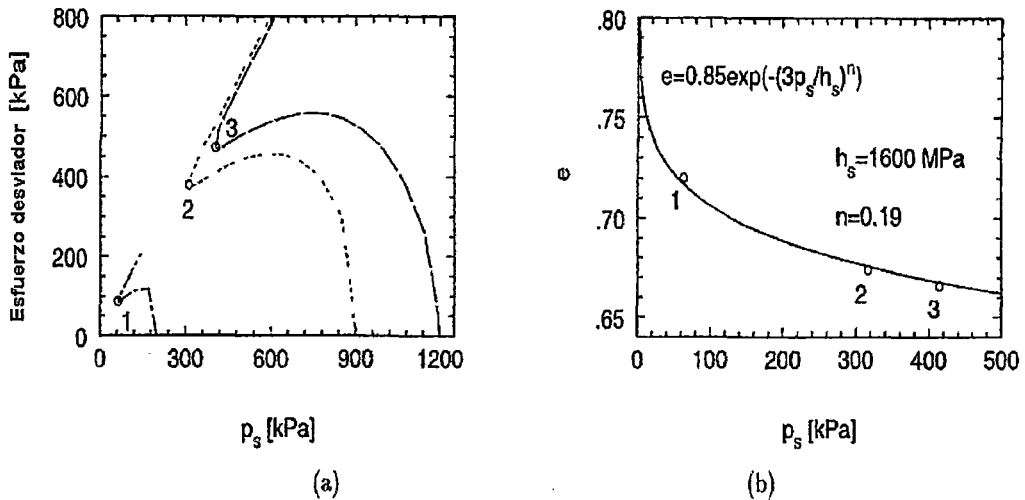 Esfuerzo desviador [kPa]
800
600
400
200
0
0 300 600 900 1200
1
2
3
p_s [kPa]
(a)
e
.80
.75
.70
.65
0 100 200 300 400 500
e=0.85exp(-(3p_s/h_s)^n)
h_s=1600 MPa
n=0.19
1
2
3
p_s [kPa]
(b)